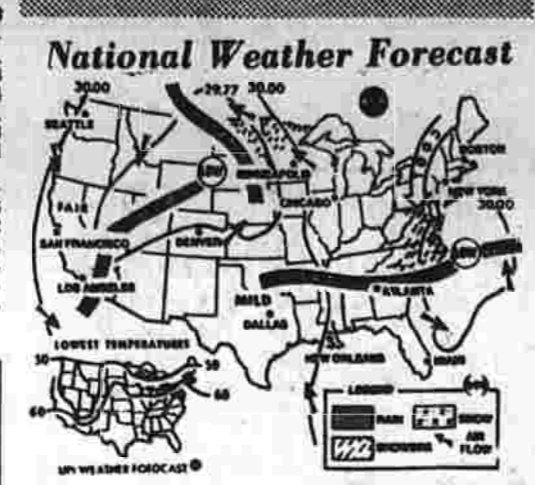 National Weather Forecast
30.00
29.77
30.00
SEATTLE
BOSTON
MINNEAPOLIS
LOW
NEW YORK
CHICAGO
30.00
FAIR
SAN FRANCISCO
DENVER
LOW
LOS ANGELES
ATLANTA
MILD
DALLAS
LOWEST TEMPERATURES
NEW ORLEANS
MIAMI
50
50
60
60
LEGEND
RAIN
SNOW
SHOWERS
AIR
FLOW
UPI WEATHER FORECAST